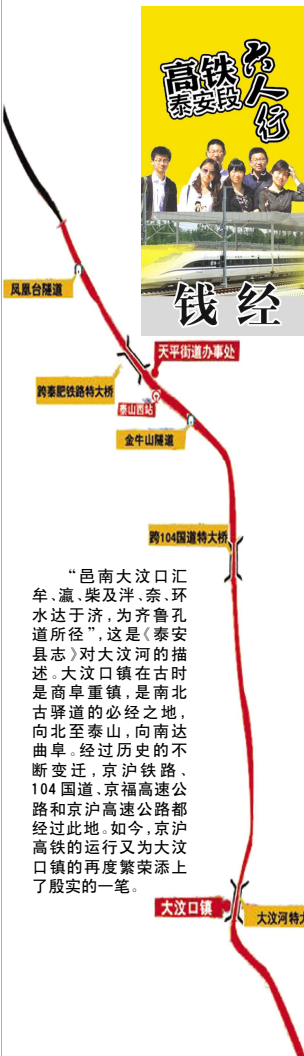 高铁
泰安段
六人行
钱经
凤凰台隧道
天平街道办事处
跨泰肥铁路特大桥
泰山西站
金牛山隧道
跨104国道特大桥
“邑南大汶口汇
牟、瀛、柴及泮、奈、环
水达于济,为齐鲁孔
道所径”,这是《泰安
县志》对大汶河的描
述。大汶口镇在古时
是商阜重镇,是南北
古驿道的必经之地,
向北至泰山,向南达
曲阜。经过历史的不
断变迁,京沪铁路、
104国道、京福高速公
路和京沪高速公路都
经过此地。如今,京沪
高铁的运行又为大汶
口镇的再度繁荣添上
了殷实的一笔。
大汶口镇
大汶河特大